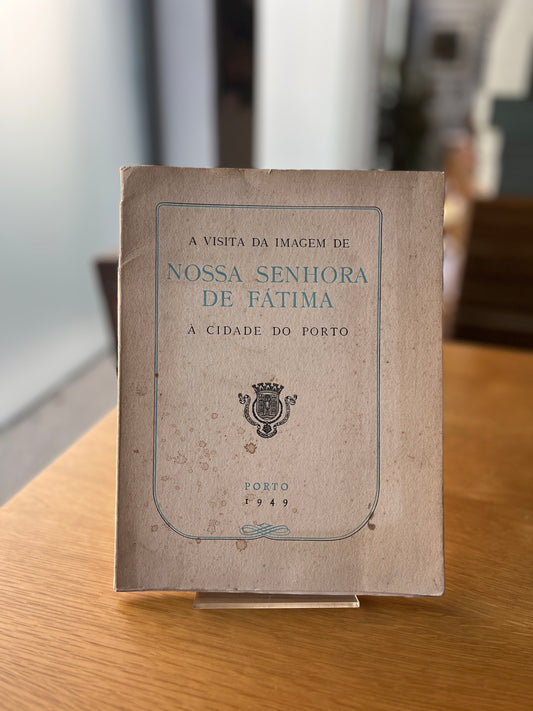 A VISITA DA IMAGEM DE
NOSSA SENHORA
DE FÁTIMA
À CIDADE DO PORTO
PORTO
1949